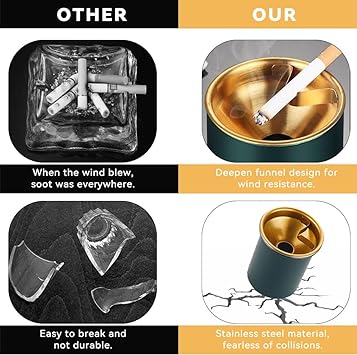 OTHER
OUR
When the wind blew,
soot was everywhere.
Deepen funnel design for
wind resistance.
Easy to break and
not durable.
Stainless steel material,
fearless of collisions.